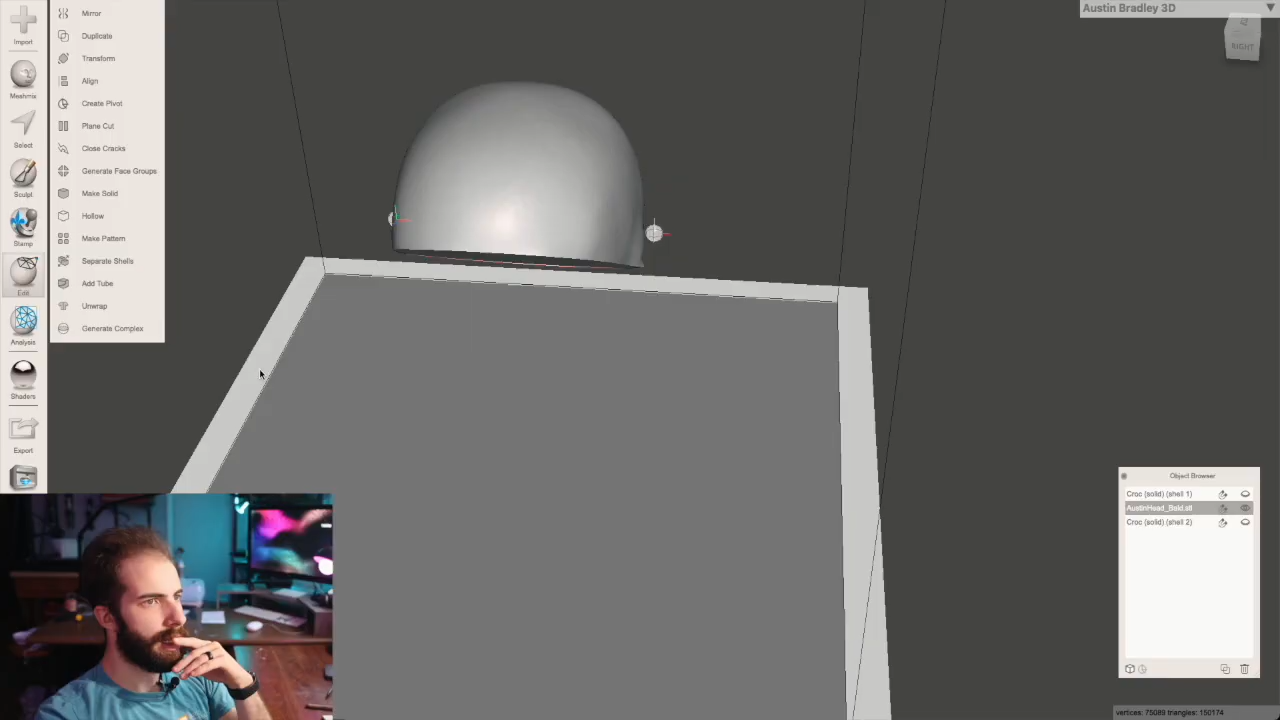 Austin Bradley 3D
RIGHT
Import
Meshmix
Select
Sculpt
Stamp
Edit
Analysis
Shaders
Export
Mirror
Duplicate
Transform
Align
Create Pivot
Plane Cut
Close Cracks
Generate Face Groups
Make Solid
Hollow
Make Pattern
Separate Shells
Add Tube
Unwrap
Generate Complex
Object Browser
Croc (solid) (shell 1)
AustinHead_Bald.stl
Croc (solid) (shell 2)
vertices: 75089 triangles: 150174